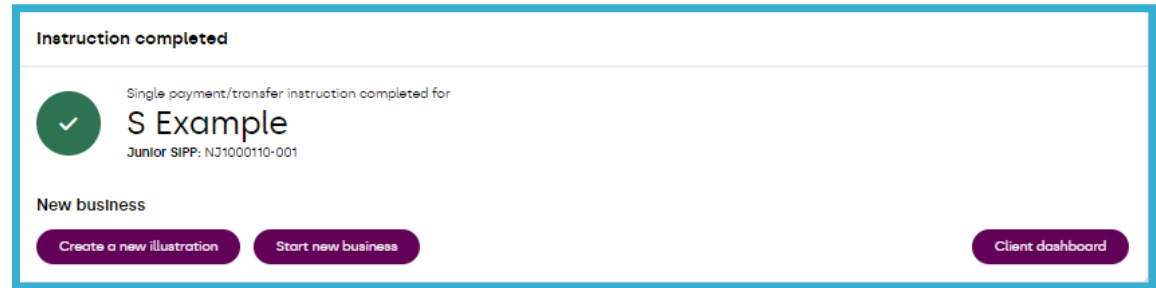 Instruction completed
Single payment/transfer instruction completed for
S Example
Junior SIPP: NJ1000110-001
New business
Create a new illustration
Start new business
Client dashboard